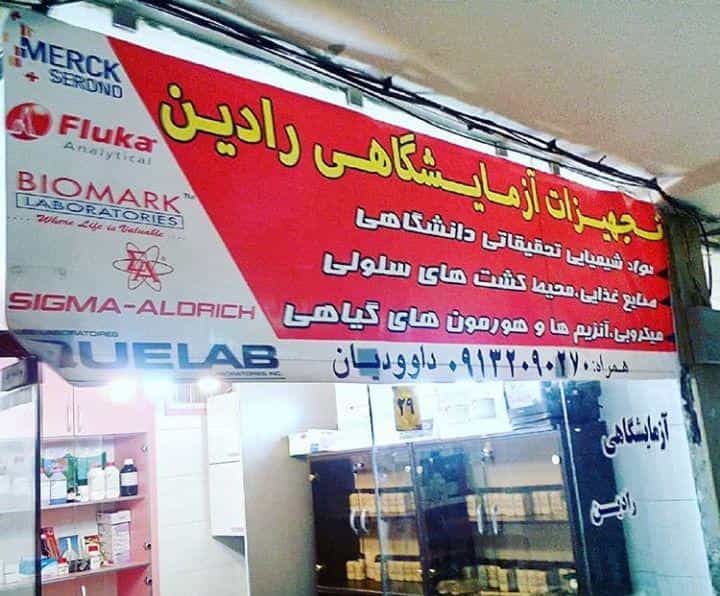 MERCK
SERONO
Fluka
Analytical
BIOMARK
LABORATORIES
Where Life is Valuable
SIGMA-ALDRICH
LABORATOIRES
QUELAB
LABORATORIES INC.
تجهیزات آزمایشگاهی رادین
مواد شیمیایی تحقیقاتی دانشگاهی
منابع غذایی،محیط کشت های سلولی
میکروبی،آنزیم ها و هورمون های گیاهی
همراه: ۰۹۱۳۲۰۹۰۲۷۰ داوودیان
۲۹
آزمایشگاهی
رادین